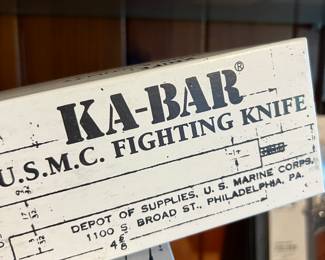 KA-BAR®
U.S.M.C. FIGHTING KNIFE
DEPOT OF SUPPLIES, U.S. MARINE CORPS,
1100 S BROAD ST., PHILADELPHIA, PA.